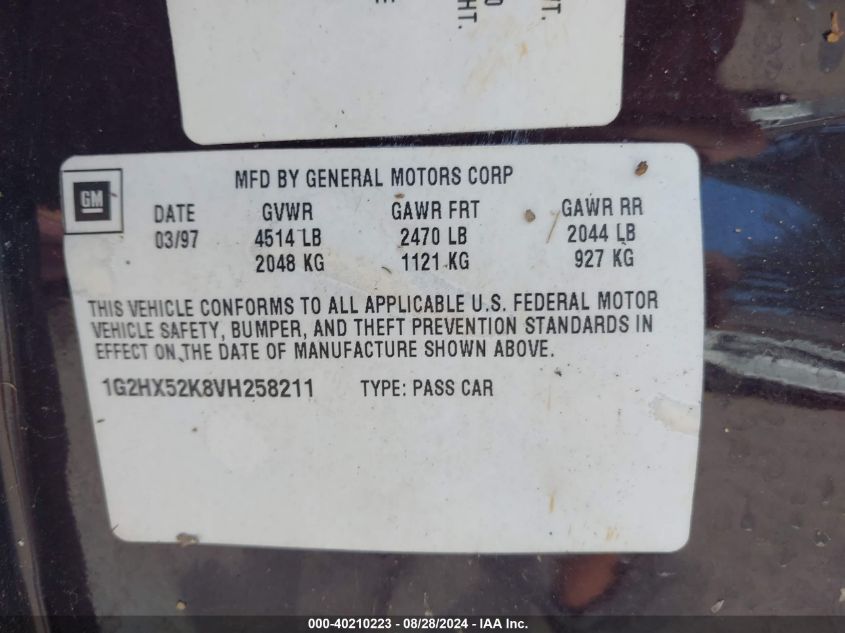 HT.
VT.
GM
MFD BY GENERAL MOTORS CORP
DATE GVWR GAWR FRT GAWR RR
03/97 4514 LB 2470 LB 2044 LB
2048 KG 1121 KG 927 KG
THIS VEHICLE CONFORMS TO ALL APPLICABLE U.S. FEDERAL MOTOR
VEHICLE SAFETY, BUMPER, AND THEFT PREVENTION STANDARDS IN
EFFECT ON THE DATE OF MANUFACTURE SHOWN ABOVE.
1G2HX52K8VH258211 TYPE: PASS CAR
000-40210223 - 08/28/2024 - IAA Inc.